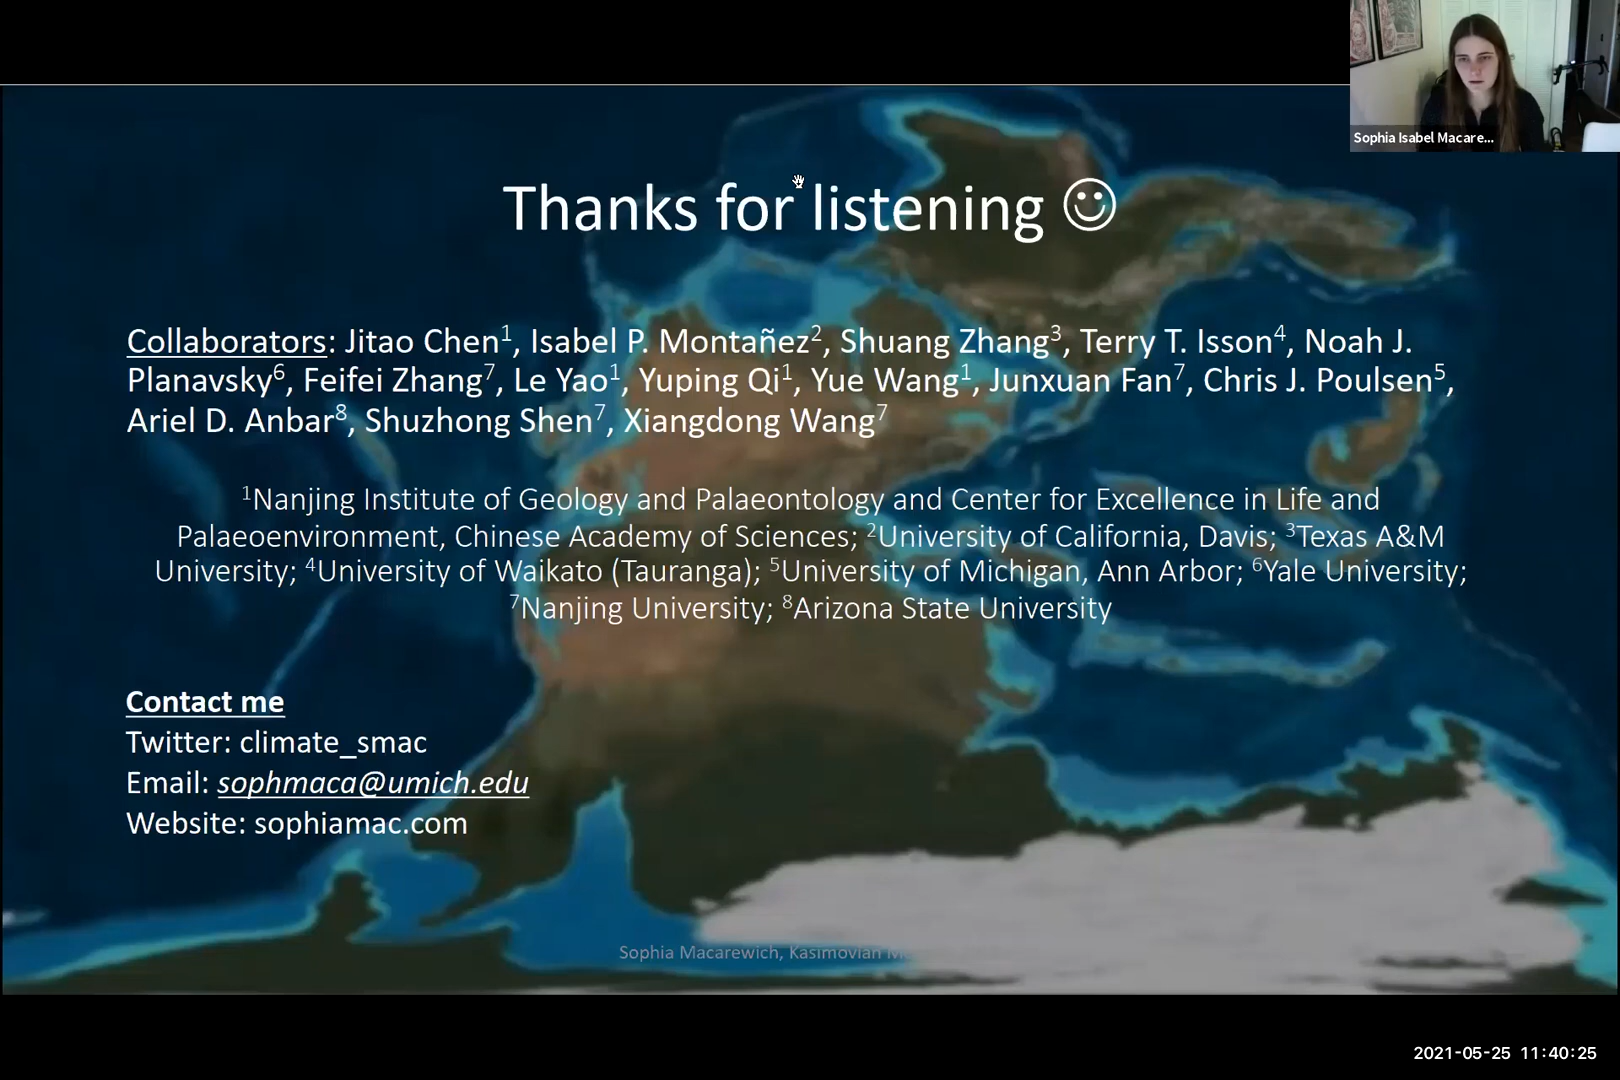 Sophia Isabel Macare...
Thanks for listening ☺
Collaborators: Jitao Chen¹, Isabel P. Montañez², Shuang Zhang³, Terry T. Isson⁴, Noah J.
Planavsky⁶, Feifei Zhang⁷, Le Yao¹, Yuping Qi¹, Yue Wang¹, Junxuan Fan⁷, Chris J. Poulsen⁵,
Ariel D. Anbar⁸, Shuzhong Shen⁷, Xiangdong Wang⁷
¹Nanjing Institute of Geology and Palaeontology and Center for Excellence in Life and
Palaeoenvironment, Chinese Academy of Sciences; ²University of California, Davis; ³Texas A&M
University; ⁴University of Waikato (Tauranga); ⁵University of Michigan, Ann Arbor; ⁶Yale University;
⁷Nanjing University; ⁸Arizona State University
Contact me
Twitter: climate_smac
Email: sophmaca@umich.edu
Website: sophiamac.com
Sophia Macarewich, Kasimovian
2021-05-25 11:40:25